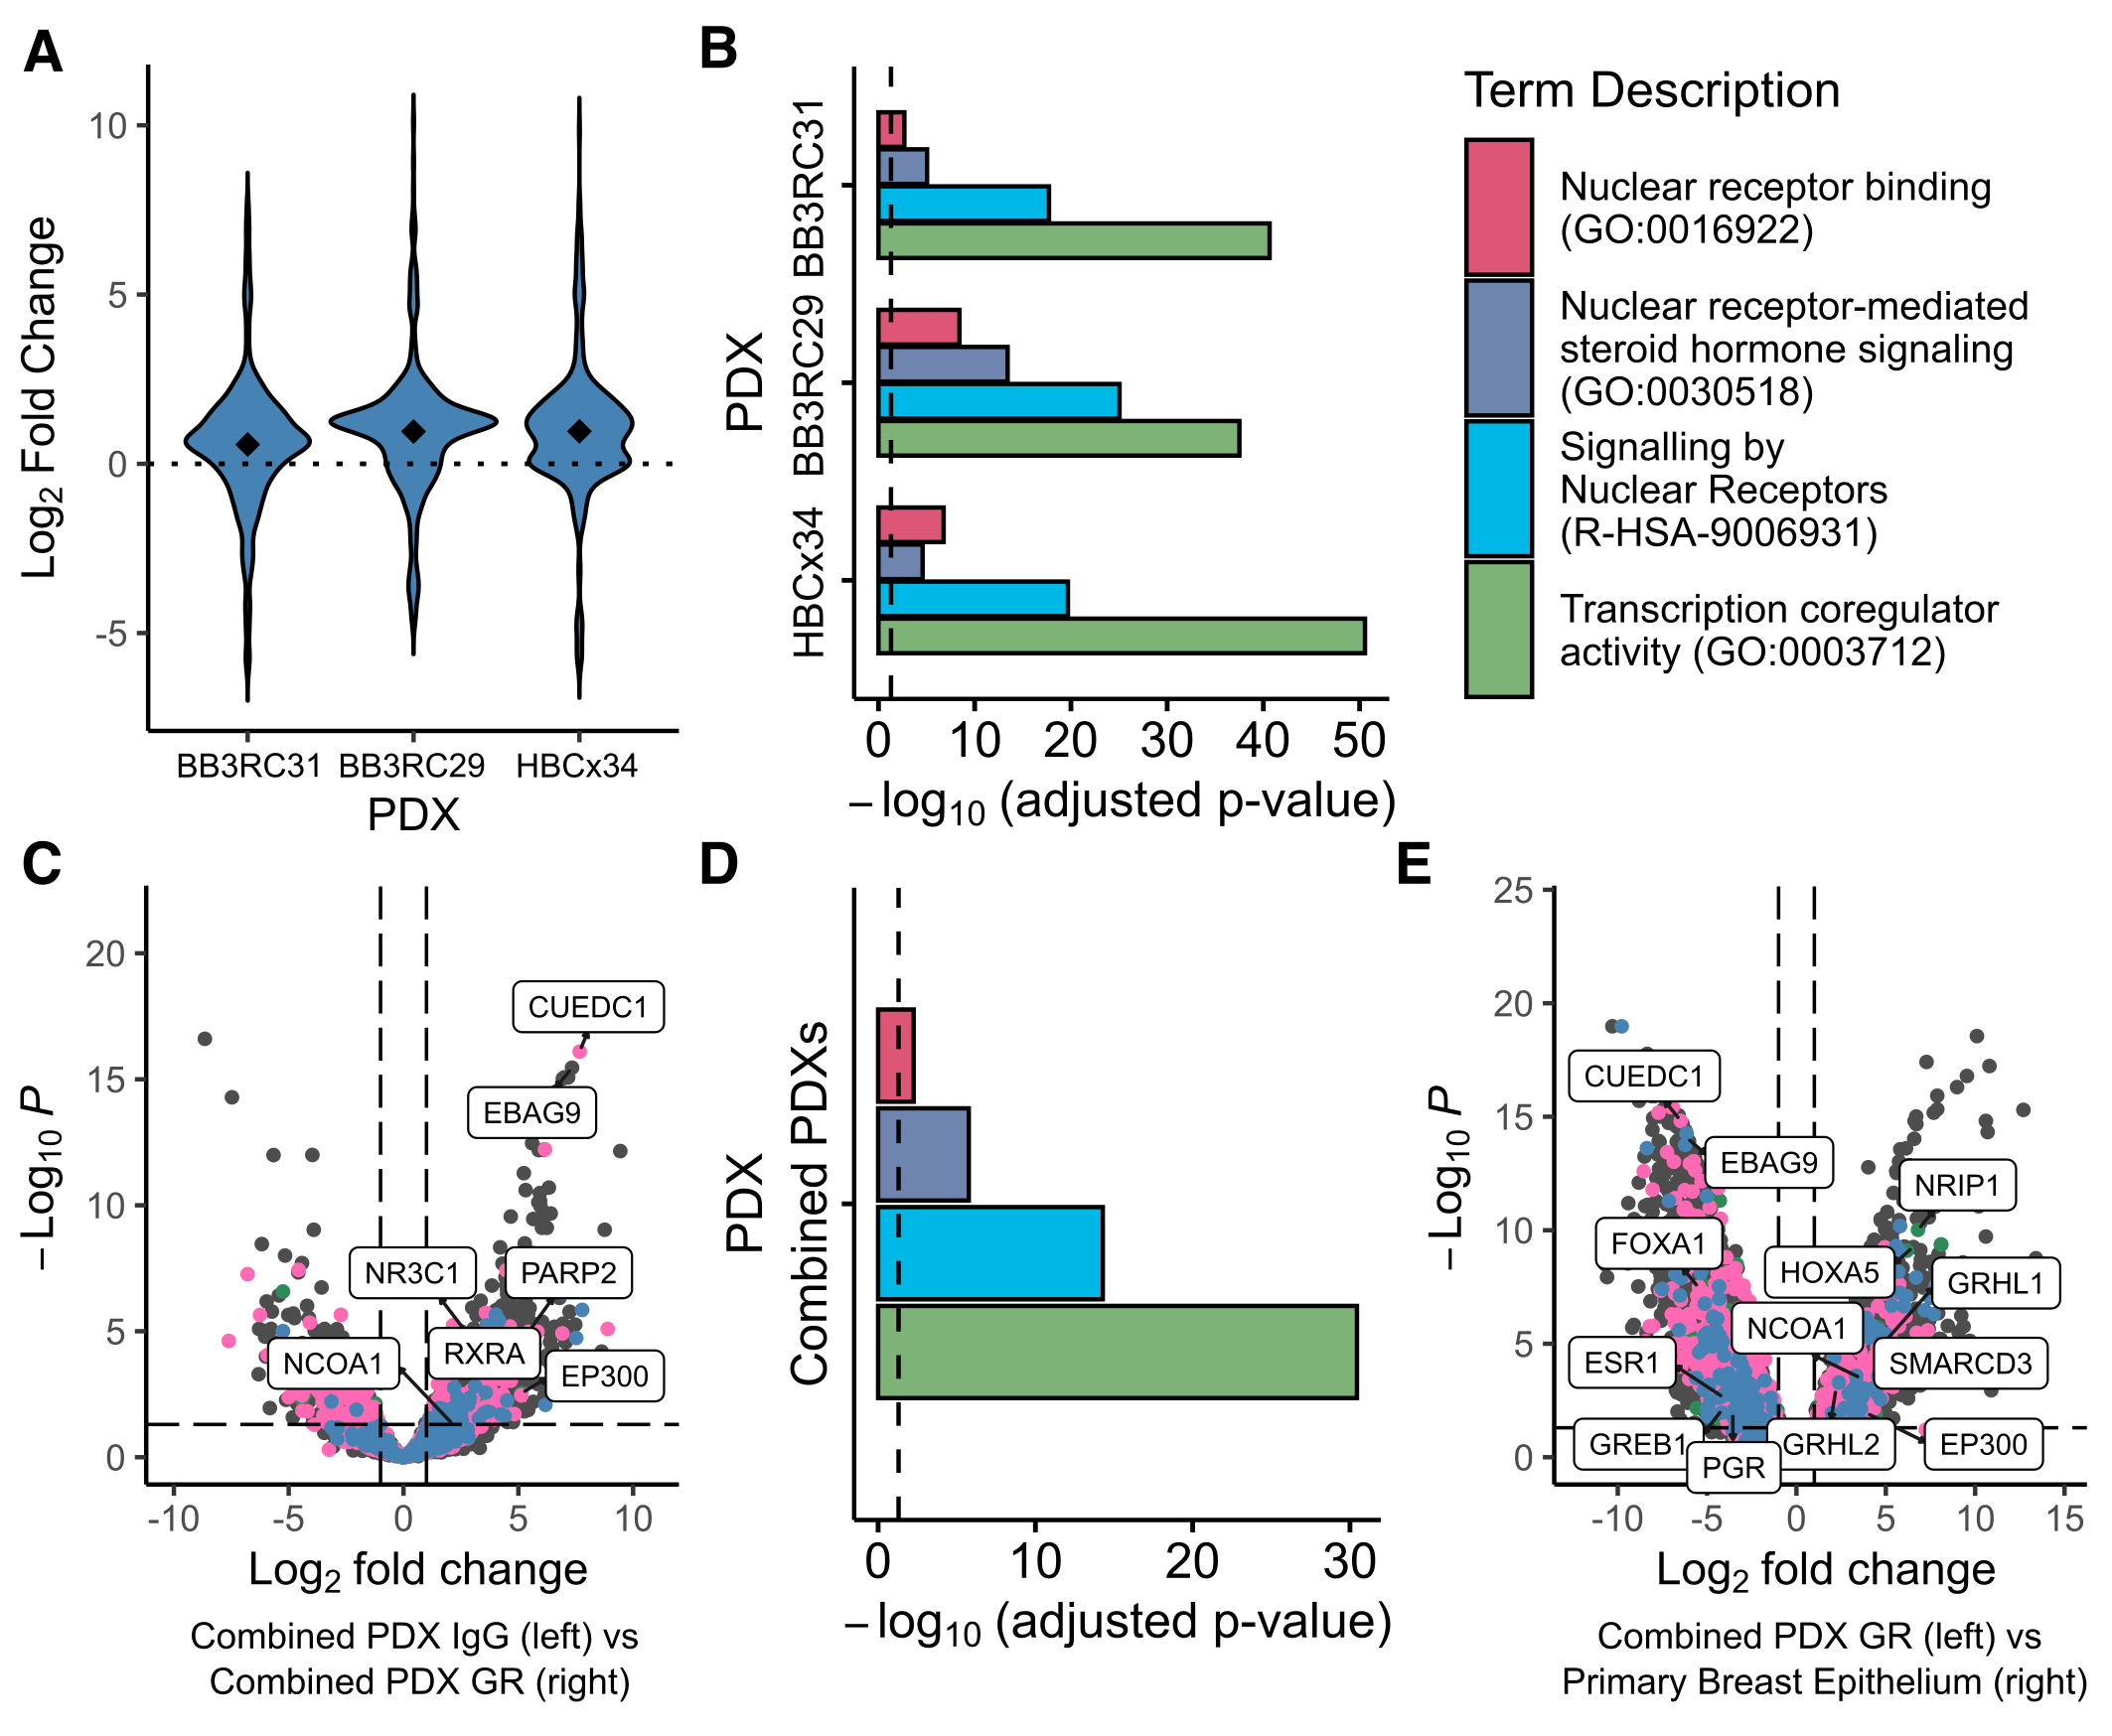 A
10
5
0
-5
Log2 Fold Change
BB3RC31 BB3RC29 HBCx34
PDX
B
PDX
BB3RC31
BB3RC29
HBCx34
0 10 20 30 40 50
−log10 (adjusted p-value)
Term Description
Nuclear receptor binding
(GO:0016922)
Nuclear receptor-mediated
steroid hormone signaling
(GO:0030518)
Signalling by
Nuclear Receptors
(R-HSA-9006931)
Transcription coregulator
activity (GO:0003712)
C
20
15
10
5
0
−Log10 P
CUEDC1
EBAG9
NR3C1
PARP2
NCOA1
RXRA
EP300
-10 -5 0 5 10
Log2 fold change
Combined PDX IgG (left) vs
Combined PDX GR (right)
D
PDX
Combined PDXs
0 10 20 30
−log10 (adjusted p-value)
E
25
20
15
10
5
0
−Log10 P
CUEDC1
EBAG9
NRIP1
FOXA1
HOXA5
GRHL1
NCOA1
ESR1
SMARCD3
GREB1
PGR
GRHL2
EP300
-10 -5 0 5 10 15
Log2 fold change
Combined PDX GR (left) vs
Primary Breast Epithelium (right)